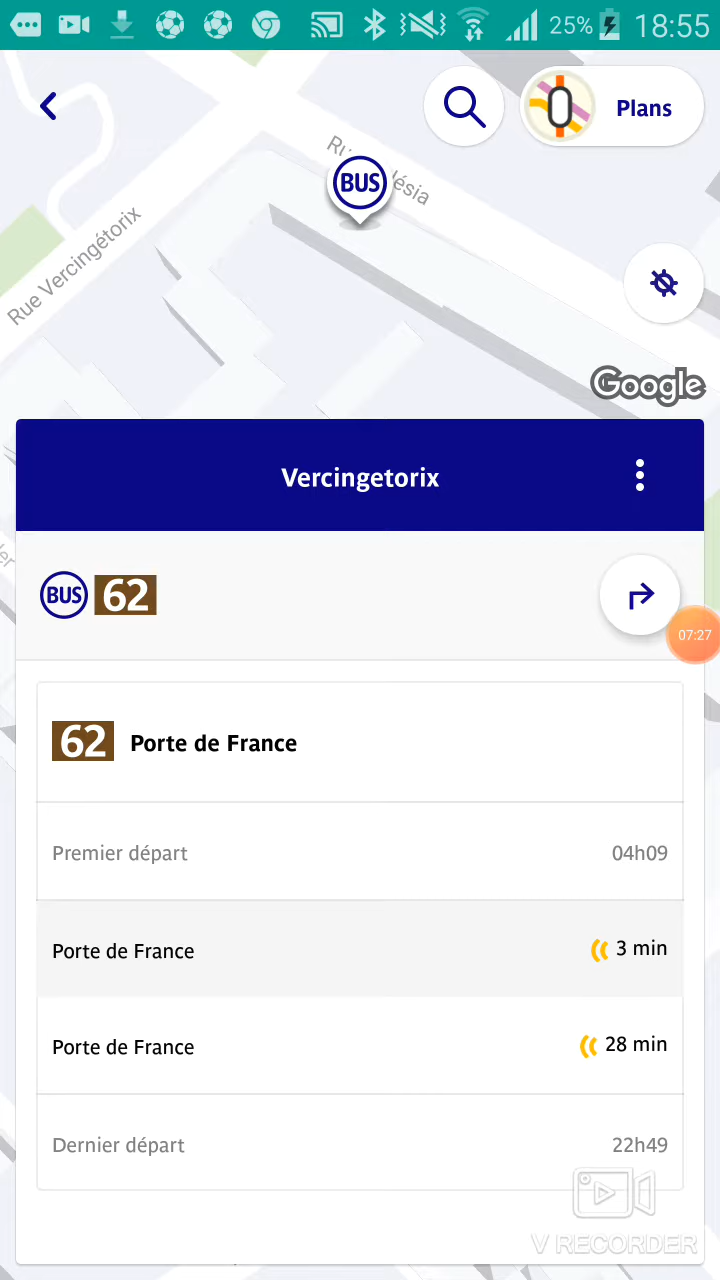 25% 18:55
Plans
BUS
Rue Vercingétorix
Google
Vercingetorix
BUS 62
07:27
62 Porte de France
Premier départ 04h09
Porte de France 3 min
Porte de France 28 min
Dernier départ 22h49
V RECORDER